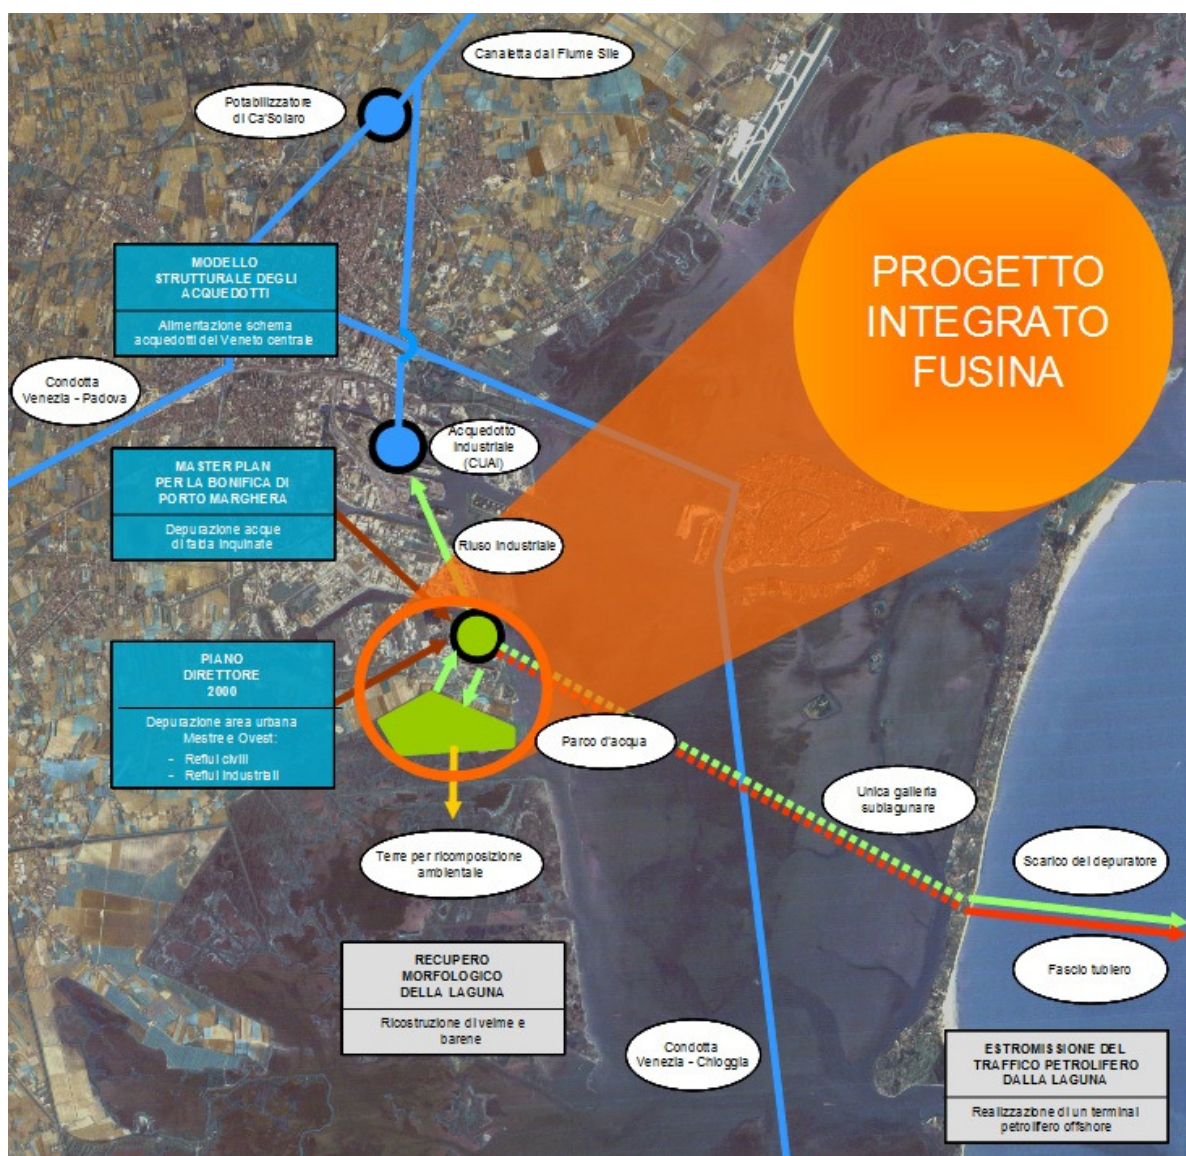 Canaletta dal Fiume Sile
Potabilizzatore
di Ca'Solaro
PROGETTO
INTEGRATO
FUSINA
MODELLO
STRUTTURALE DEGLI
ACQUEDOTTI
Alimentazione schema
acquedotti del Veneto centrale
Condotta
Venezia - Padova
Acquedotto
Industriale
(CUAI)
MASTER PLAN
PER LA BONIFICA DI
PORTO MARGHERA
Depurazione acque
di falda inquinate
Riuso industriale
PIANO
DIRETTORE
2000
Depurazione area urbana
Mestre e Ovest:
- Reflui civili
- Reflui industriali
Parco d'acqua
Unica galleria
sublagunare
Terre per ricomposizione
ambientale
Scarico del depuratore
Fascio tubiero
RECUPERO
MORFOLOGICO
DELLA LAGUNA
Ricostruzione di velme e
barene
Condotta
Venezia - Chioggia
ESTROMISSIONE DEL
TRAFFICO PETROLIFERO
DALLA LAGUNA
Realizzazione di un terminal
petrolifero offshore